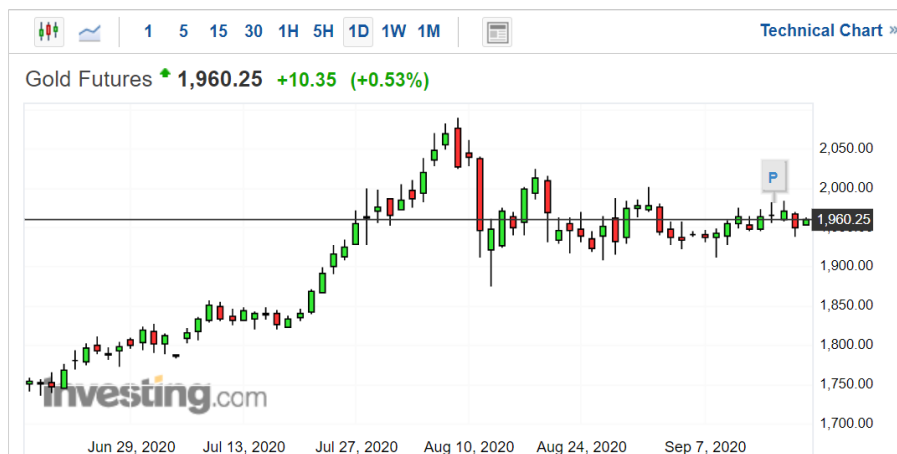 1 5 15 30 1H 5H 1D 1W 1M Technical Chart »
Gold Futures 1,960.25 +10.35 (+0.53%)
2,050.00
P
2,000.00
1,960.25
1,900.00
1,850.00
1,800.00
1,750.00
Investing.com
1,700.00
Jun 29, 2020 Jul 13, 2020 Jul 27, 2020 Aug 10, 2020 Aug 24, 2020 Sep 7, 2020